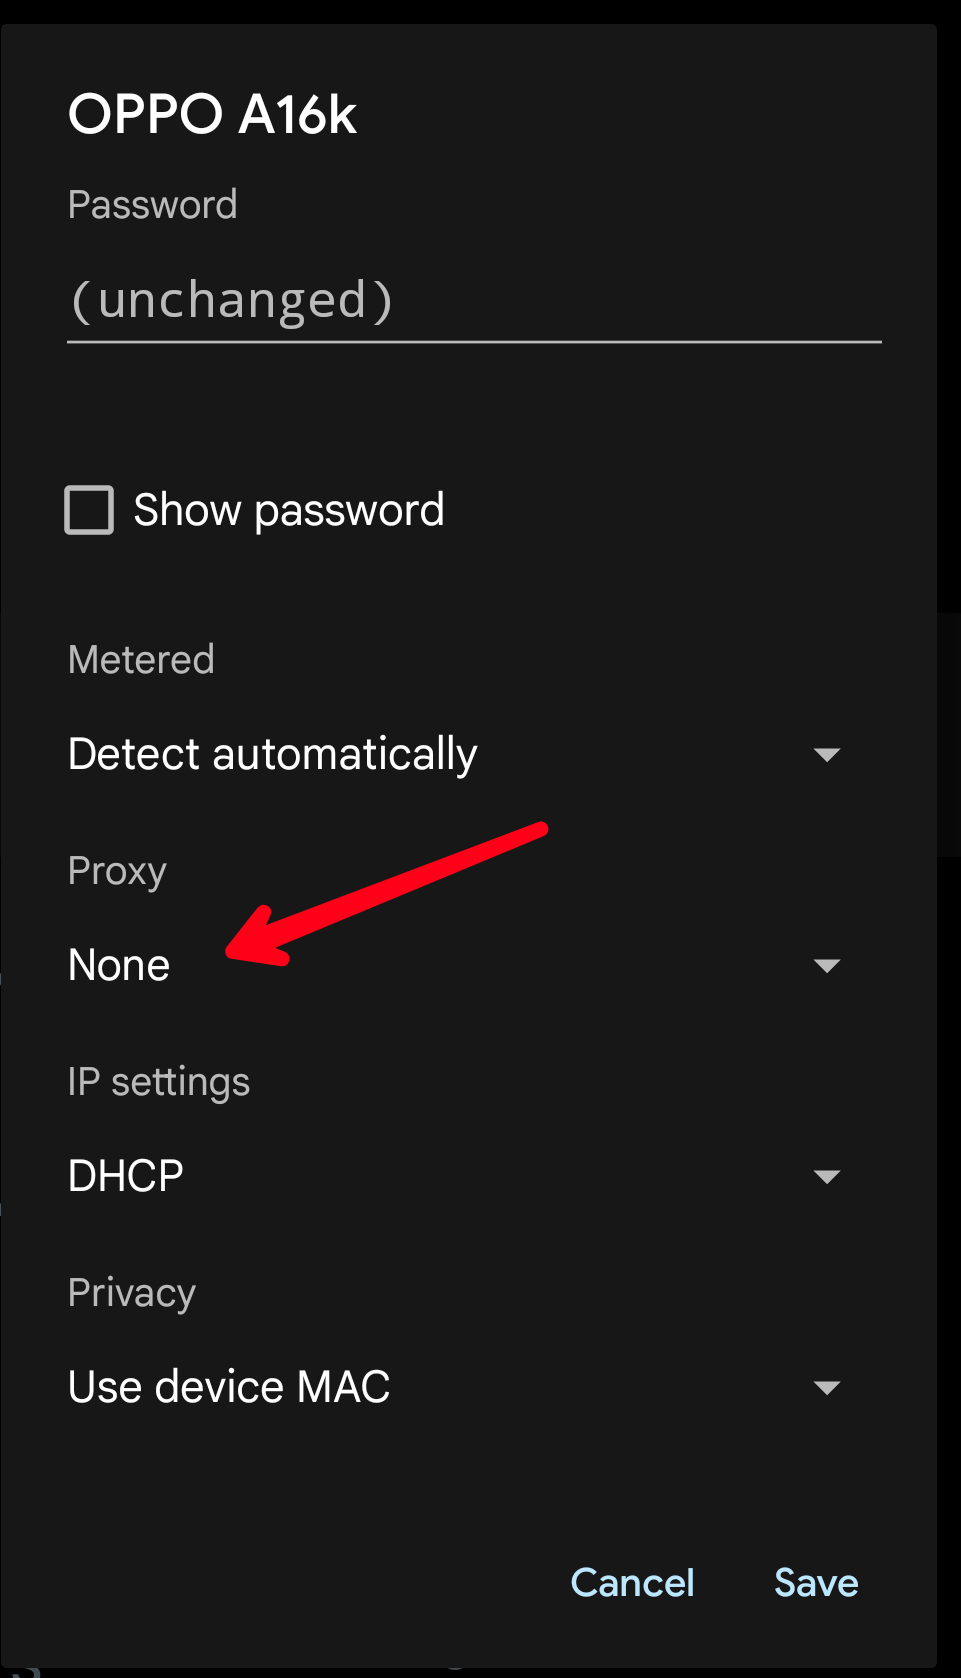 OPPO A16k
Password
(unchanged)
Show password
Metered
Detect automatically
Proxy
None
IP settings
DHCP
Privacy
Use device MAC
Cancel Save